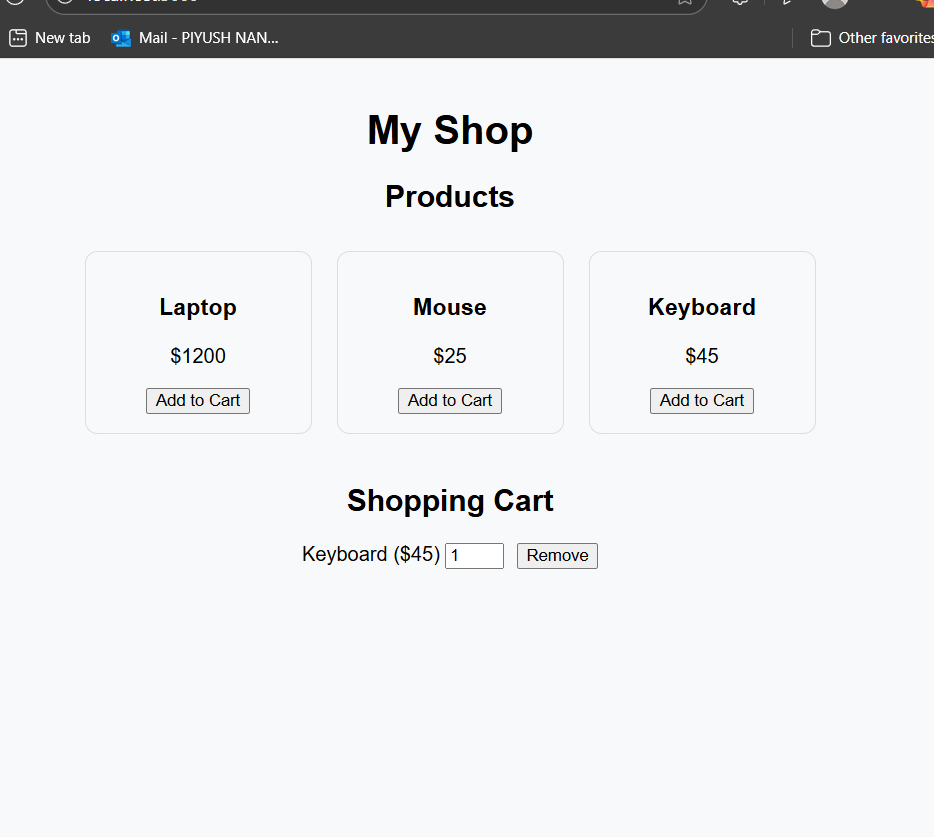 New tab Mail - PIYUSH NAN... Other favorites
My Shop
Products
Laptop Mouse Keyboard
$1200 $25 $45
Add to Cart Add to Cart Add to Cart
Shopping Cart
Keyboard ($45) 1 Remove